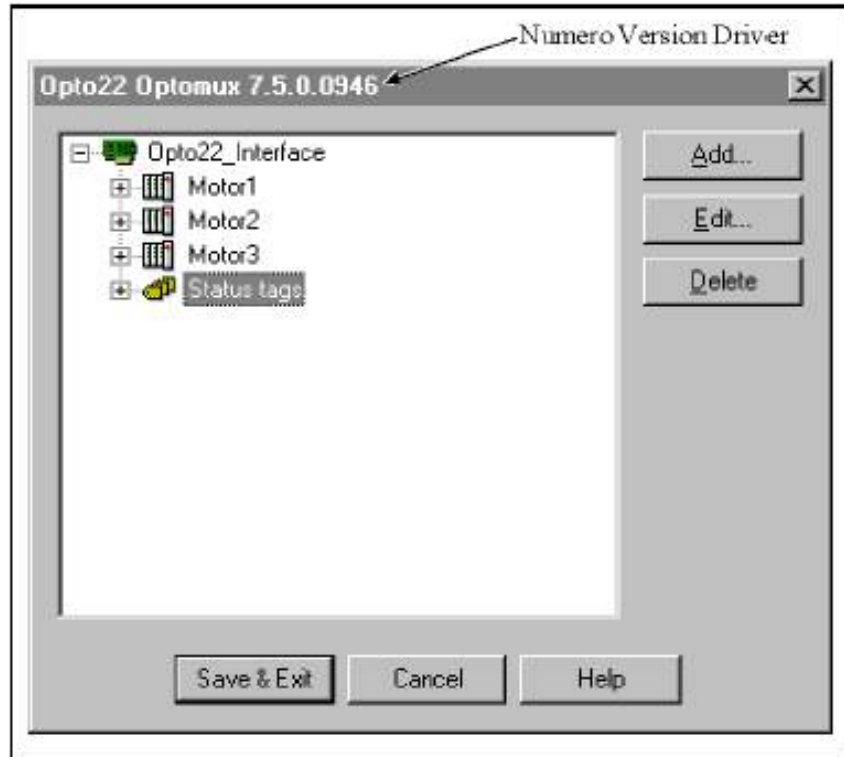 Numero Version Driver
Opto22 Optomux 7.5.0.0946
Opto22_Interface
Motor1
Motor2
Motor3
Status tags
Add...
Edit...
Delete
Save & Exit
Cancel
Help